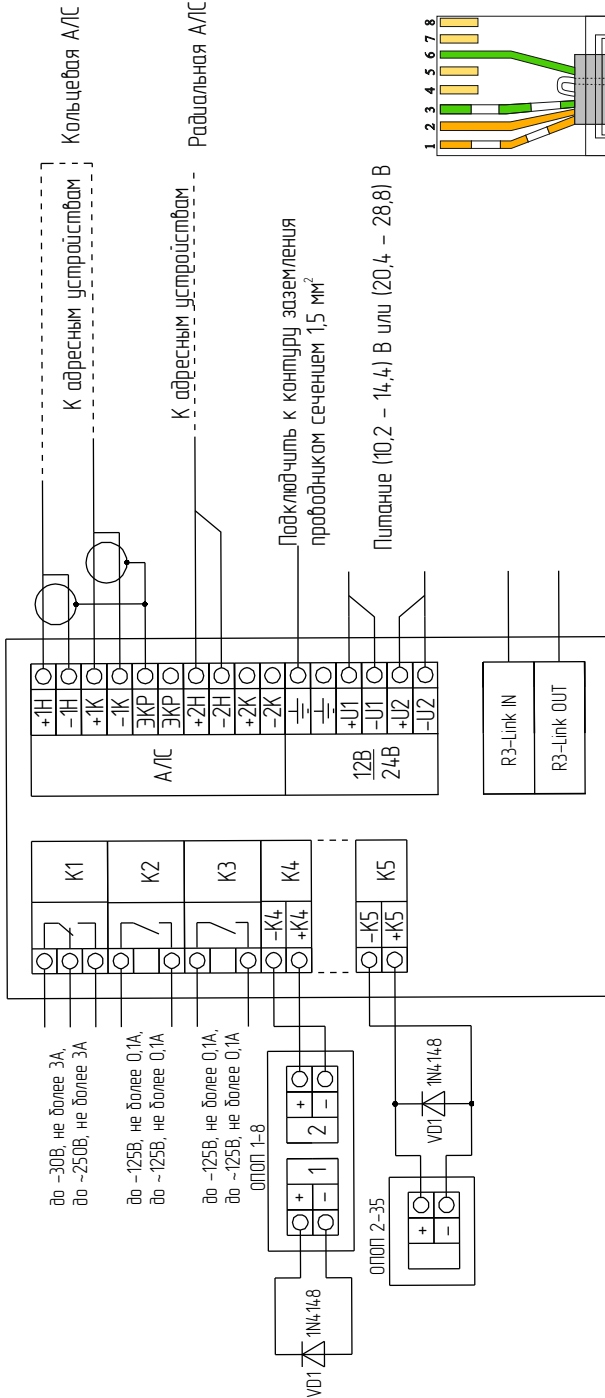 до -30В, не более 3А,
до ~250В, не более 3А
до -125В, не более 0,1А,
до ~125В, не более 0,1А
до -125В, не более 0,1А,
до ~125В, не более 0,1А
ОПОП 1-8
+
-
1
+
-
2
VD1
1N4148
ОПОП 2-35
+
-
VD1
1N4148
К1
К2
К3
-К4
+К4
К4
-К5
+К5
К5
АЛС
+1Н
-1Н
+1К
-1К
ЭКР
ЭКР
+2Н
-2Н
+2К
-2К
12В
24В
+U1
-U1
+U2
-U2
R3-Link IN
R3-Link OUT
К адресным устройствам
Кольцевая АЛС
К адресным устройствам
Радиальная АЛС
Подключить к контуру заземления
проводником сечением 1,5 мм²
Питание (10,2 - 14,4) В или (20,4 - 28,8) В
1 2 3 4 5 6 7 8